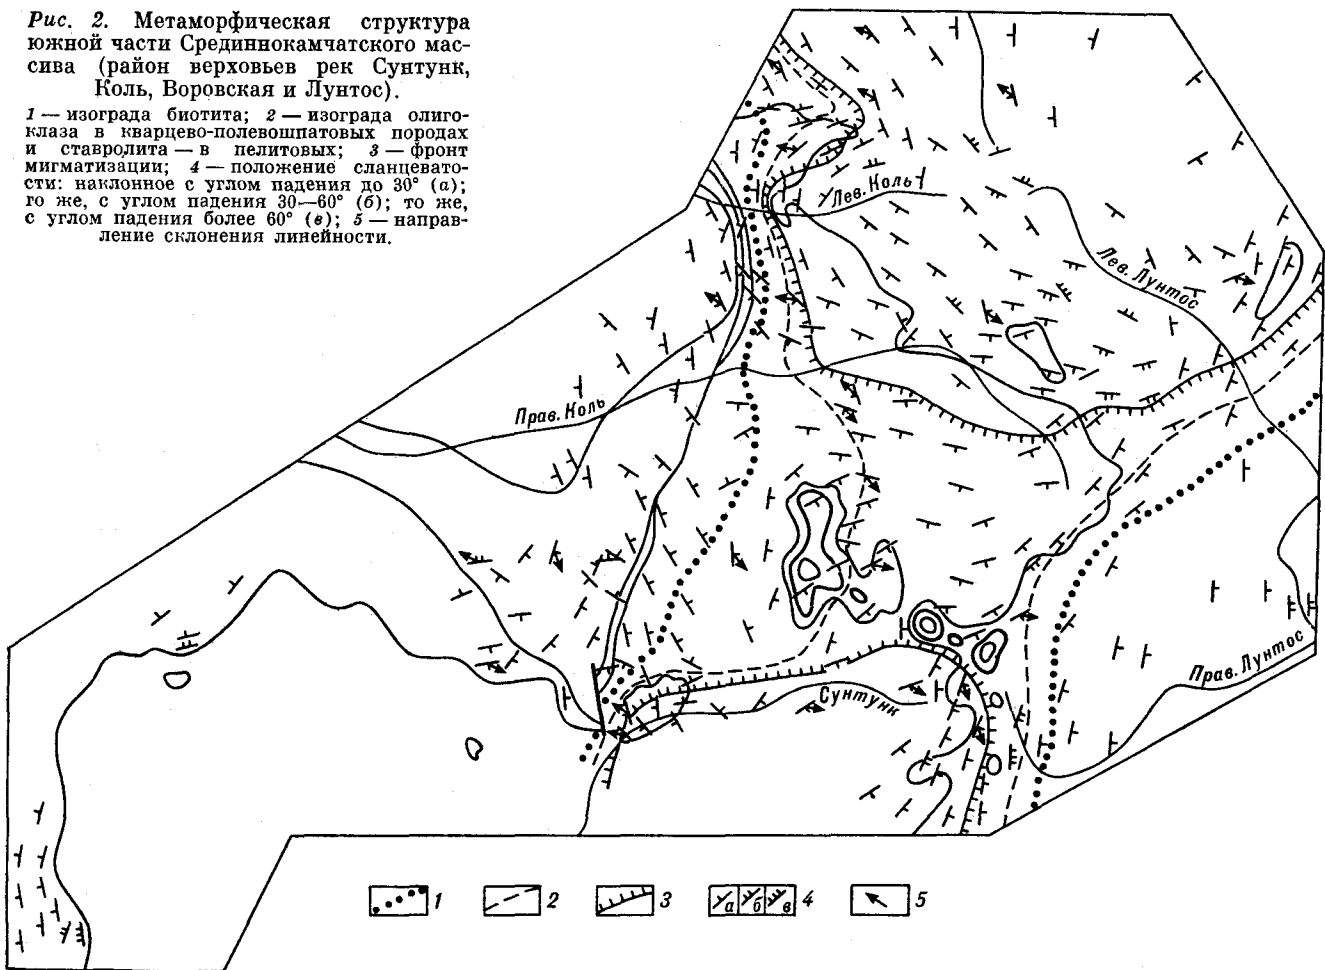 Рис. 2. Метаморфическая структура
южной части Срединнокамчатского мас-
сива (район верховьев рек Сунтунк,
Коль, Воровская и Лунтос).
1 — изограда биотита; 2 — изограда олиго-
клаза в кварцево-полевошпатовых породах
и ставролита — в пелитовых; 3 — фронт
мигматизации; 4 — положение сланцевато-
сти: наклонное с углом падения до 30° (а);
го же, с углом падения 30—60° (б); то же,
с углом падения более 60° (в); 5 — направ-
ление склонения линейности.
Лев. Коль
Лев. Лунтос
Прав. Коль
Прав. Лунтос
Сунтунк
1 2 3 а б в 4 5